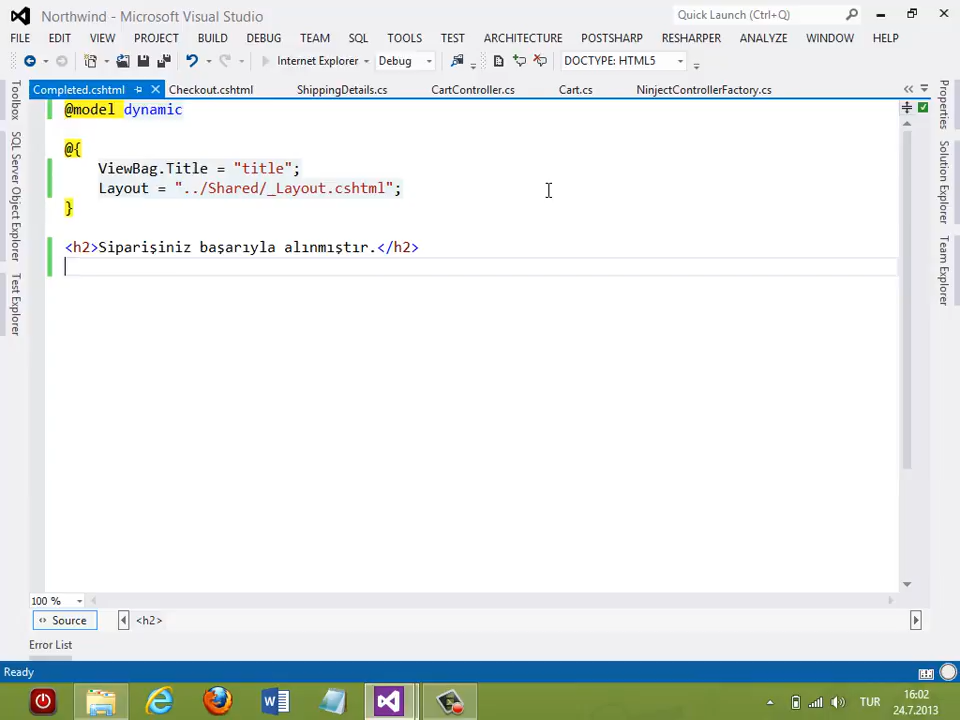 Northwind - Microsoft Visual Studio
Quick Launch (Ctrl+Q)
FILE EDIT VIEW PROJECT BUILD DEBUG TEAM SQL TOOLS TEST ARCHITECTURE POSTSHARP RESHARPER ANALYZE WINDOW HELP
Internet Explorer Debug DOCTYPE: HTML5
Completed.cshtml Checkout.cshtml ShippingDetails.cs CartController.cs Cart.cs NinjectControllerFactory.cs
Toolbox
SQL Server Object Explorer
Test Explorer
@model dynamic
@{
ViewBag.Title = "title";
Layout = "../Shared/_Layout.cshtml";
}
<h2>Siparişiniz başarıyla alınmıştır.</h2>
Properties
Solution Explorer
Team Explorer
100 %
Source <h2>
Error List
Ready
TUR
16:02
24.7.2013